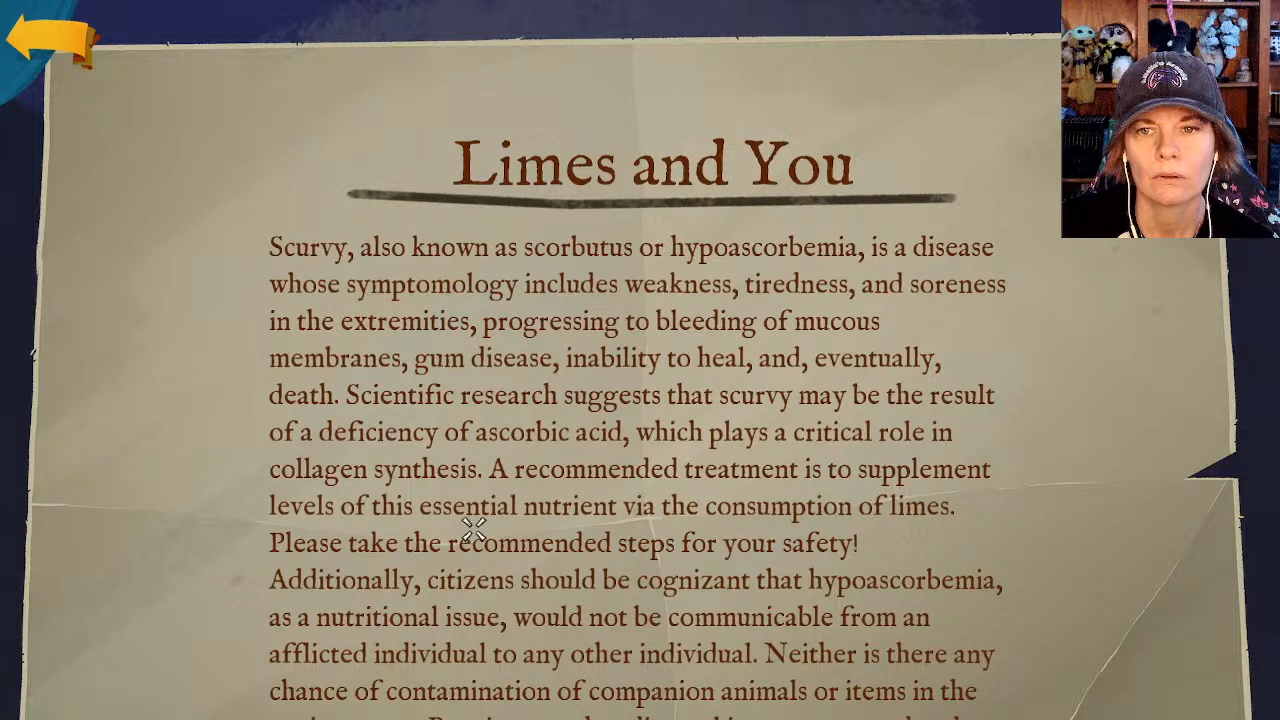 Limes and You
Scurvy, also known as scorbutus or hypoascorbemia, is a disease
whose symptomology includes weakness, tiredness, and soreness
in the extremities, progressing to bleeding of mucous
membranes, gum disease, inability to heal, and, eventually,
death. Scientific research suggests that scurvy may be the result
of a deficiency of ascorbic acid, which plays a critical role in
collagen synthesis. A recommended treatment is to supplement
levels of this essential nutrient via the consumption of limes.
Please take the recommended steps for your safety!
Additionally, citizens should be cognizant that hypoascorbemia,
as a nutritional issue, would not be communicable from an
afflicted individual to any other individual. Neither is there any
chance of contamination of companion animals or items in the